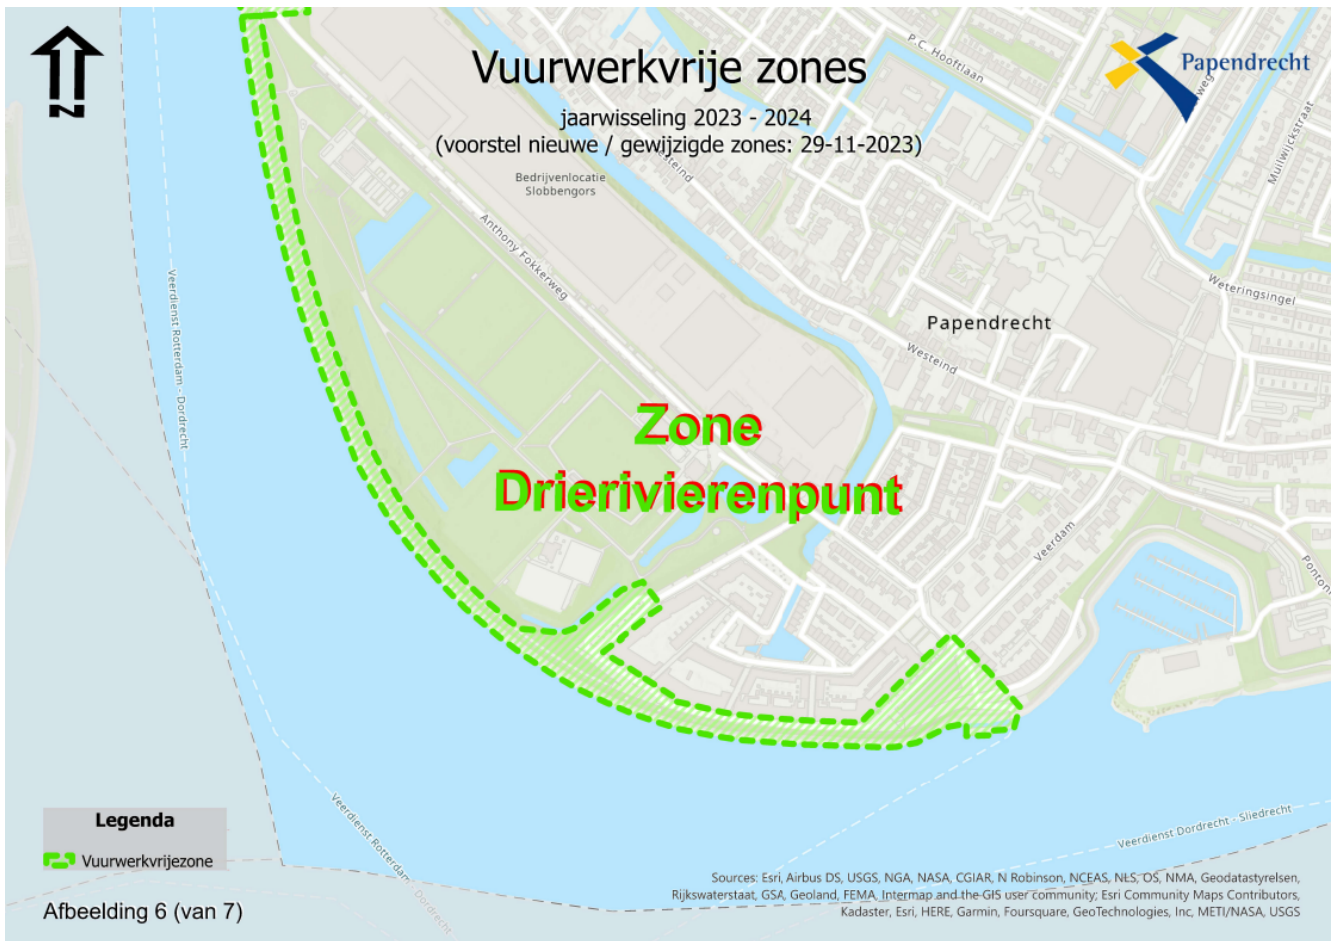 N
Vuurwerkvrije zones
jaarwisseling 2023 - 2024
(voorstel nieuwe / gewijzigde zones: 29-11-2023)
Papendrecht
P.C. Hooftlaan
Muilwijckstraat
Westeind
Bedrijvenlocatie
Slobbengors
Anthony Fokkerweg
Veerdienst Rotterdam - Dordrecht
Weteringsingel
Papendrecht
Westeind
Zone
Drierivierenpunt
Veerdam
Veerdienst Rotterdam - Dordrecht
Veerdienst Dordrecht - Sliedrecht
Legenda
Vuurwerkvrijezone
Afbeelding 6 (van 7)
Sources: Esri, Airbus DS, USGS, NGA, NASA, CGIAR, N Robinson, NCEAS, NLS, OS, NMA, Geodatastyrelsen,
Rijkswaterstaat, GSA, Geoland, FEMA, Intermap and the GIS user community; Esri Community Maps Contributors,
Kadaster, Esri, HERE, Garmin, Foursquare, GeoTechnologies, Inc, METI/NASA, USGS